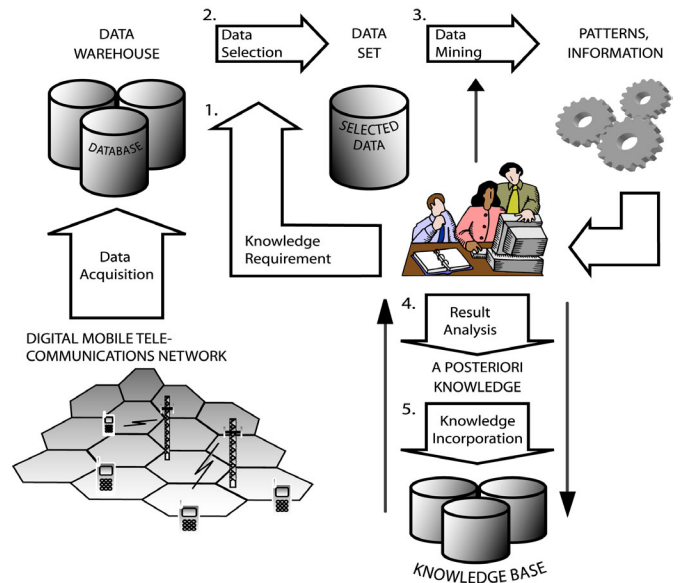 DATA
WAREHOUSE
DATABASE
2.
Data
Selection
DATA
SET
SELECTED
DATA
3.
Data
Mining
PATTERNS,
INFORMATION
1.
Knowledge
Requirement
Data
Acquisition
DIGITAL MOBILE TELE-
COMMUNICATIONS NETWORK
4.
Result
Analysis
A POSTERIORI
KNOWLEDGE
5.
Knowledge
Incorporation
KNOWLEDGE BASE